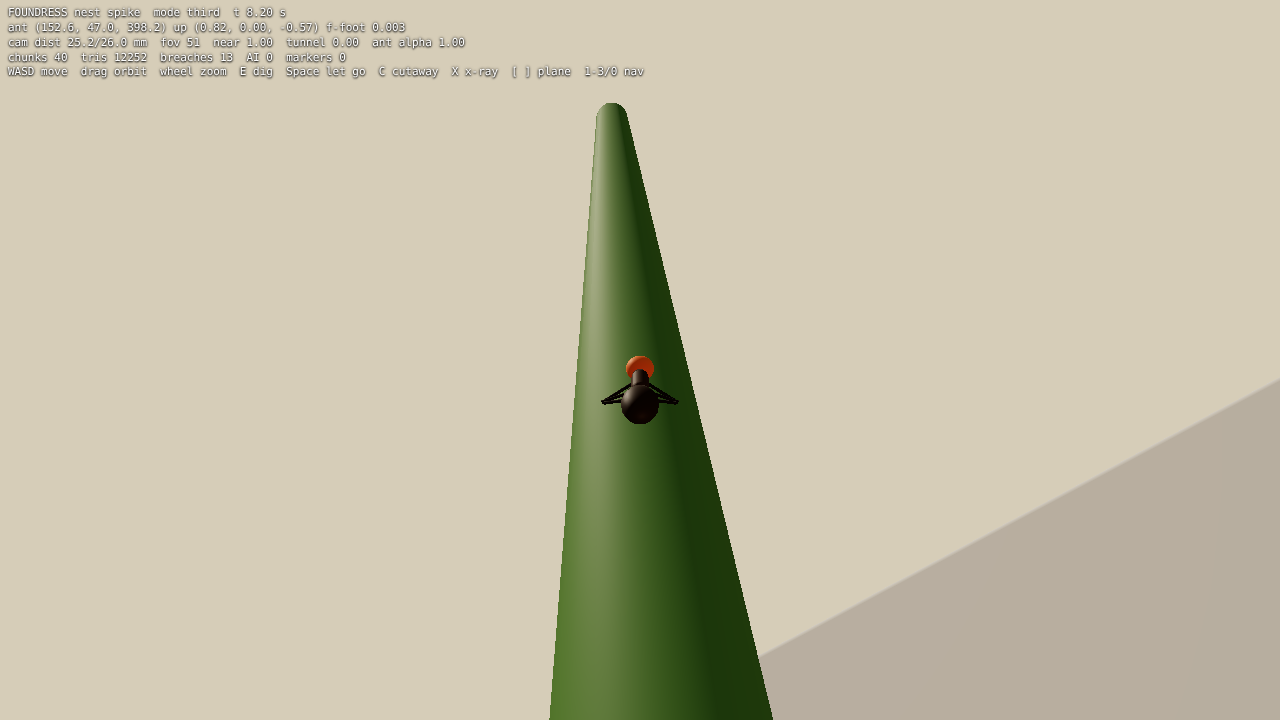 FOUNDRESS nest spike  mode third  t 8.20 s
ant (152.6, 47.0, 398.2) up (0.82, 0.00, -0.57) f-foot 0.003
cam dist 25.2/26.0 mm  fov 51  near 1.00  tunnel 0.00  ant alpha 1.00
chunks 40  tris 12252  breaches 13  AI 0  markers 0
WASD move  drag orbit  wheel zoom  E dig  Space let go  C cutaway  X x-ray  [ ] plane  1-3/0 nav